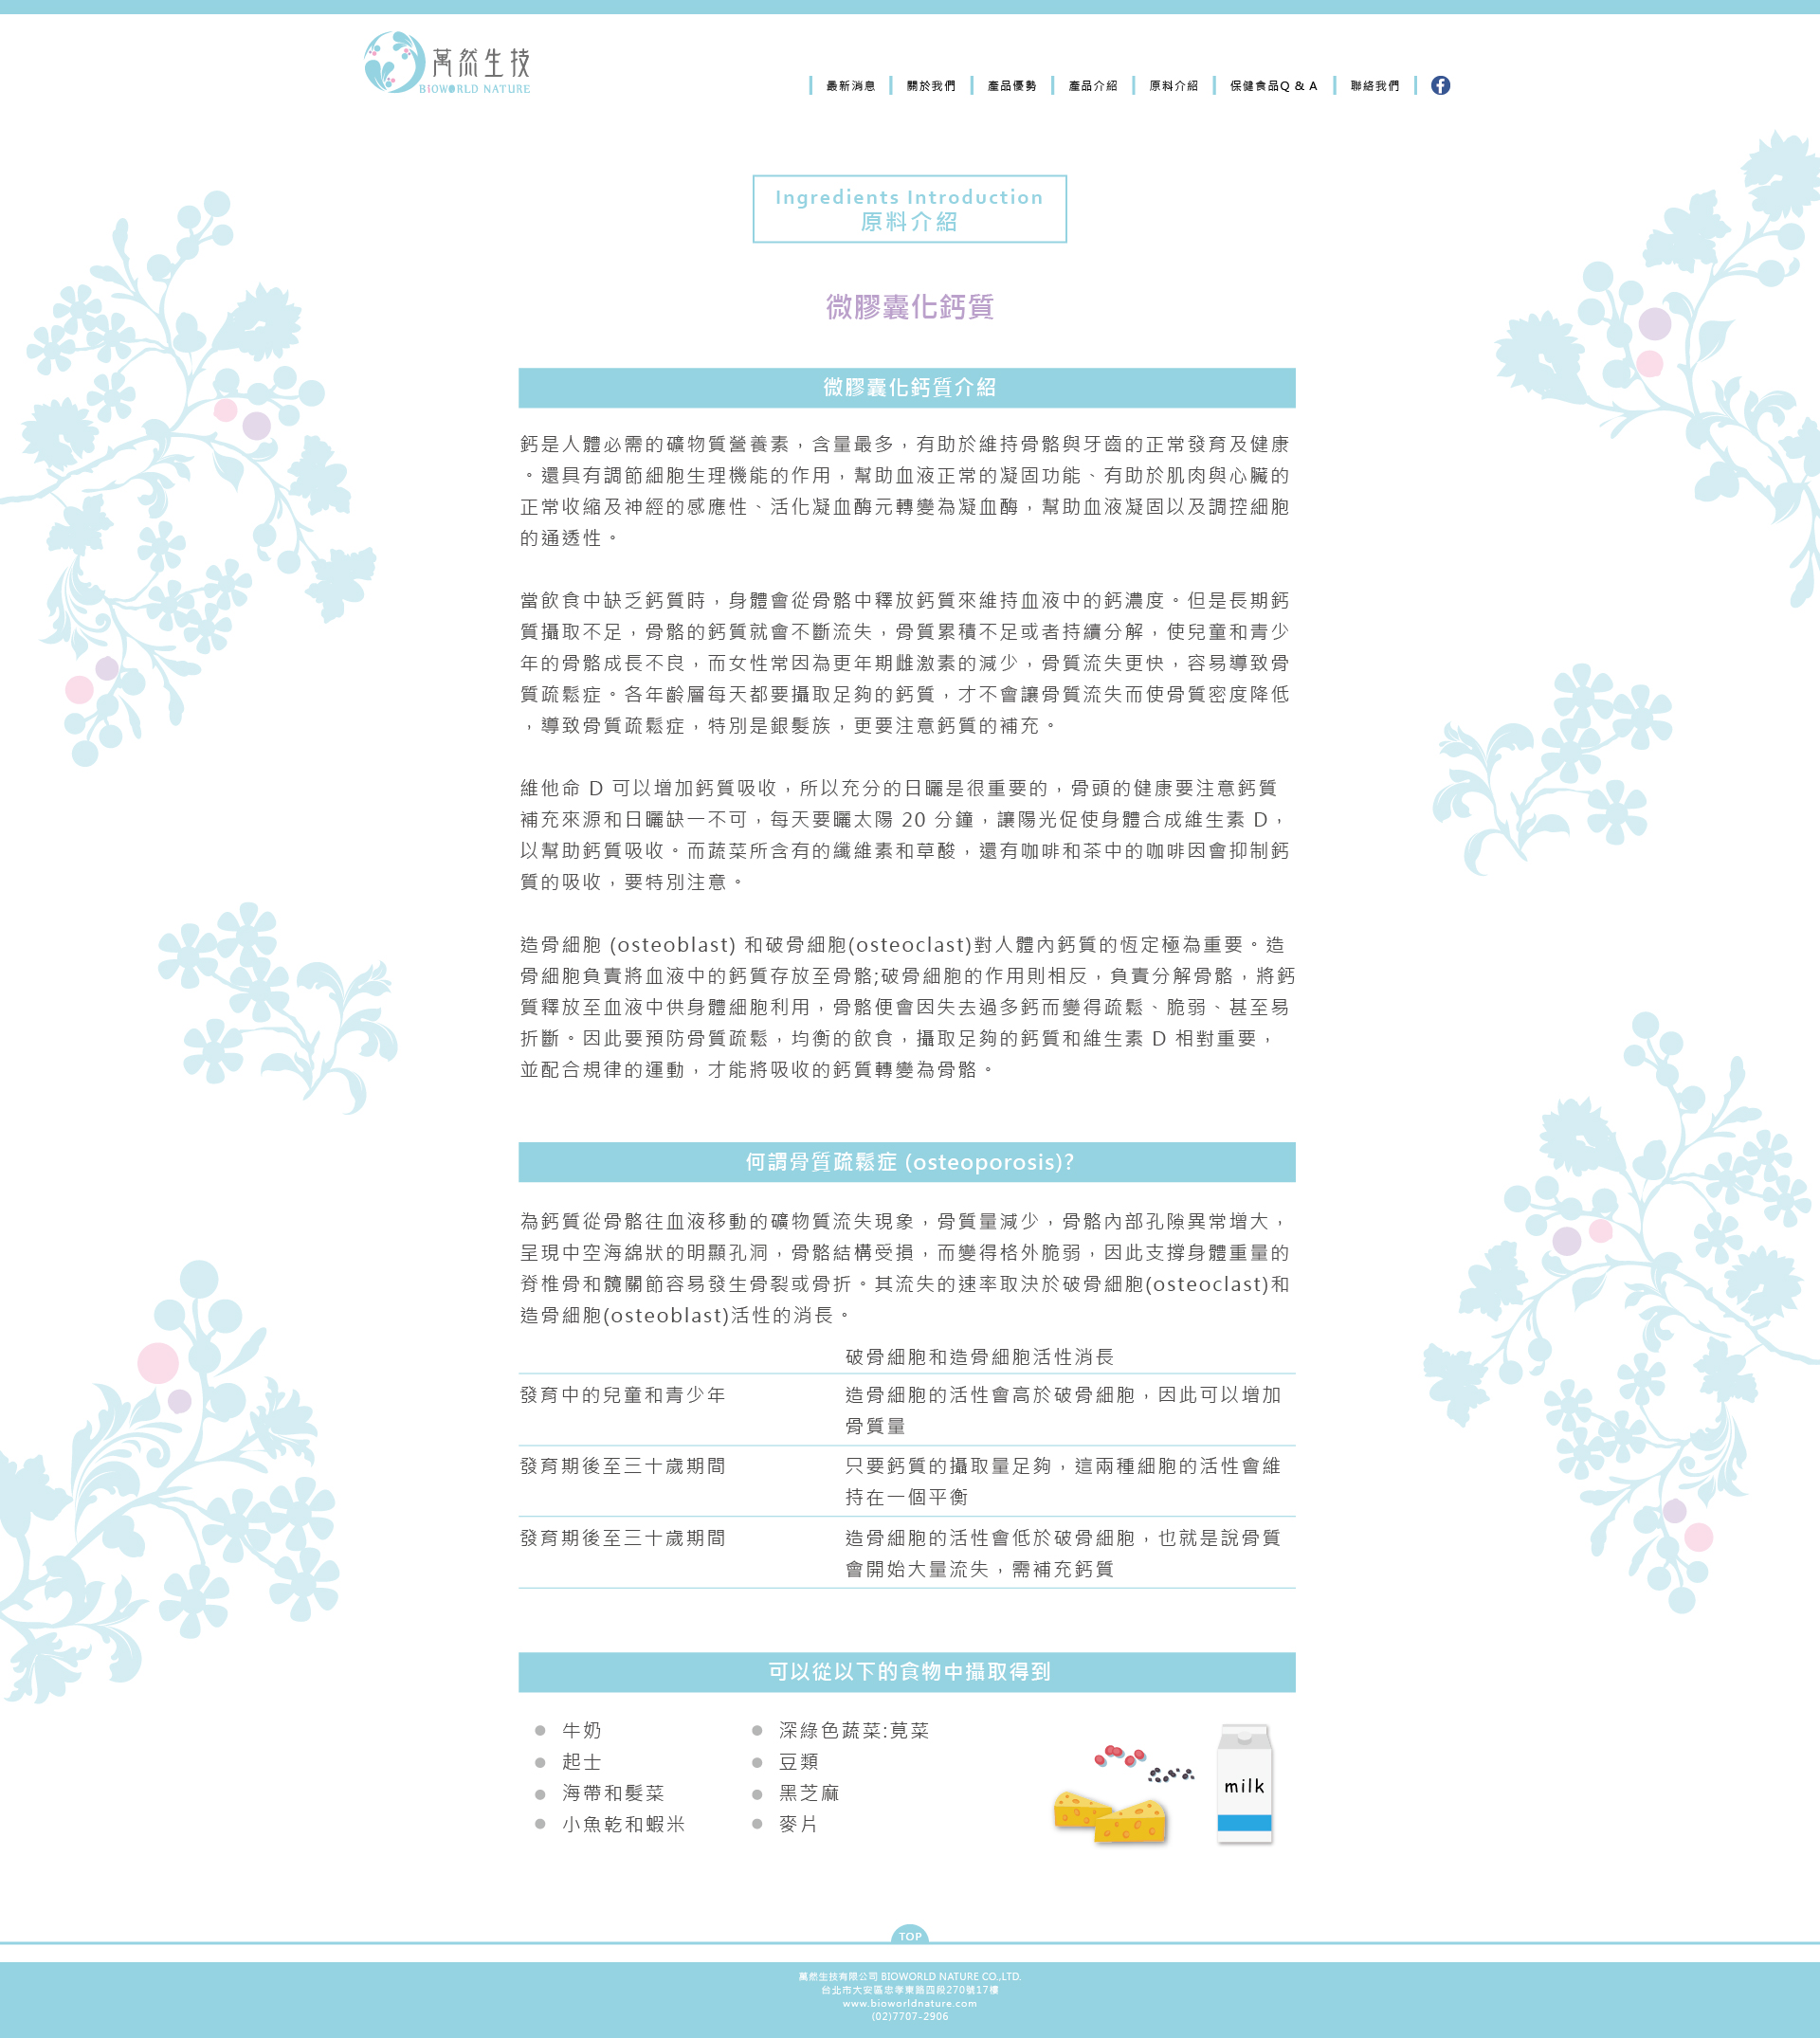 萬然生技
BIOWORLD NATURE
最新消息
關於我們
產品優勢
產品介紹
原料介紹
保健食品Q & A
聯絡我們
Ingredients Introduction
原料介紹
微膠囊化鈣質
微膠囊化鈣質介紹
鈣是人體必需的礦物質營養素，含量最多，有助於維持骨骼與牙齒的正常發育及健康
。還具有調節細胞生理機能的作用，幫助血液正常的凝固功能、有助於肌肉與心臟的
正常收縮及神經的感應性、活化凝血酶元轉變為凝血酶，幫助血液凝固以及調控細胞
的通透性。
當飲食中缺乏鈣質時，身體會從骨骼中釋放鈣質來維持血液中的鈣濃度。但是長期鈣
質攝取不足，骨骼的鈣質就會不斷流失，骨質累積不足或者持續分解，使兒童和青少
年的骨骼成長不良，而女性常因為更年期雌激素的減少，骨質流失更快，容易導致骨
質疏鬆症。各年齡層每天都要攝取足夠的鈣質，才不會讓骨質流失而使骨質密度降低
，導致骨質疏鬆症，特別是銀髮族，更要注意鈣質的補充。
維他命 D 可以增加鈣質吸收，所以充分的日曬是很重要的，骨頭的健康要注意鈣質
補充來源和日曬缺一不可，每天要曬太陽 20 分鐘，讓陽光促使身體合成維生素 D，
以幫助鈣質吸收。而蔬菜所含有的纖維素和草酸，還有咖啡和茶中的咖啡因會抑制鈣
質的吸收，要特別注意。
造骨細胞 (osteoblast) 和破骨細胞(osteoclast)對人體內鈣質的恆定極為重要。造
骨細胞負責將血液中的鈣質存放至骨骼;破骨細胞的作用則相反，負責分解骨骼，將鈣
質釋放至血液中供身體細胞利用，骨骼便會因失去過多鈣而變得疏鬆、脆弱、甚至易
折斷。因此要預防骨質疏鬆，均衡的飲食，攝取足夠的鈣質和維生素 D 相對重要，
並配合規律的運動，才能將吸收的鈣質轉變為骨骼。
何謂骨質疏鬆症 (osteoporosis)?
為鈣質從骨骼往血液移動的礦物質流失現象，骨質量減少，骨骼內部孔隙異常增大，
呈現中空海綿狀的明顯孔洞，骨骼結構受損，而變得格外脆弱，因此支撐身體重量的
脊椎骨和髖關節容易發生骨裂或骨折。其流失的速率取決於破骨細胞(osteoclast)和
造骨細胞(osteoblast)活性的消長。
破骨細胞和造骨細胞活性消長
發育中的兒童和青少年
造骨細胞的活性會高於破骨細胞，因此可以增加
骨質量
發育期後至三十歲期間
只要鈣質的攝取量足夠，這兩種細胞的活性會維
持在一個平衡
發育期後至三十歲期間
造骨細胞的活性會低於破骨細胞，也就是說骨質
會開始大量流失，需補充鈣質
可以從以下的食物中攝取得到
牛奶
起士
海帶和髮菜
小魚乾和蝦米
深綠色蔬菜:莧菜
豆類
黑芝麻
麥片
milk
TOP
萬然生技有限公司 BIOWORLD NATURE CO.,LTD.
台北市大安區忠孝東路四段270號17樓
www.bioworldnature.com
(02)7707-2906